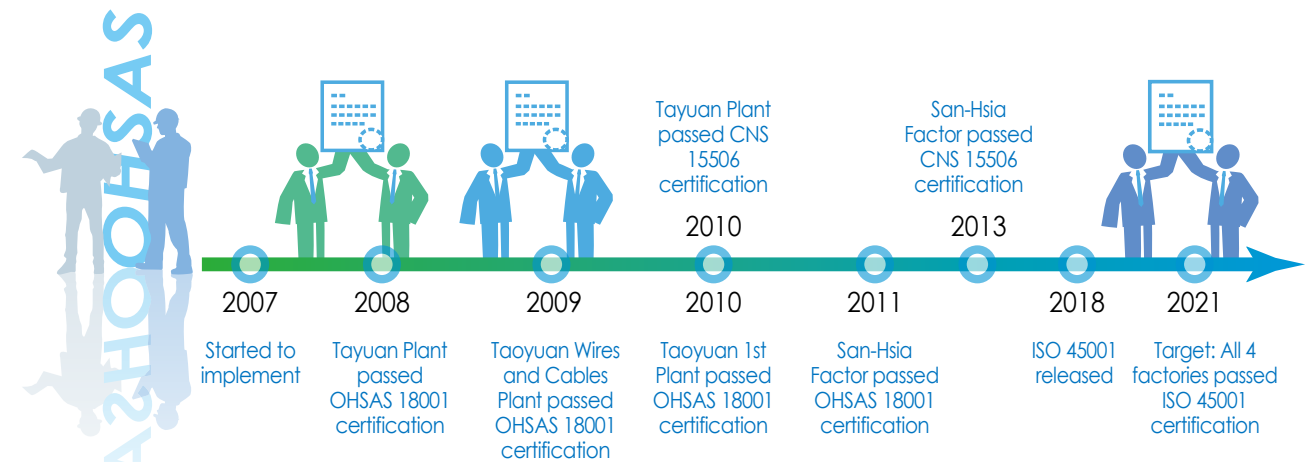 OHSAS
Tayuan Plant
passed CNS
15506
certification
2010
San-Hsia
Factor passed
CNS 15506
certification
2013
2007
Started to
implement
2008
Tayuan Plant
passed
OHSAS 18001
certification
2009
Taoyuan Wires
and Cables
Plant passed
OHSAS 18001
certification
2010
Taoyuan 1st
Plant passed
OHSAS 18001
certification
2011
San-Hsia
Factor passed
OHSAS 18001
certification
2018
ISO 45001
released
2021
Target: All 4
factories passed
ISO 45001
certification